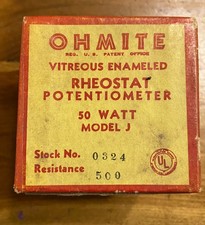 OHMITE
REG. U.S. PATENT OFFICE
VITREOUS ENAMELED
RHEOSTAT
POTENTIOMETER
50 WATT
MODEL J
Stock No. 0324
Resistance 500
UL